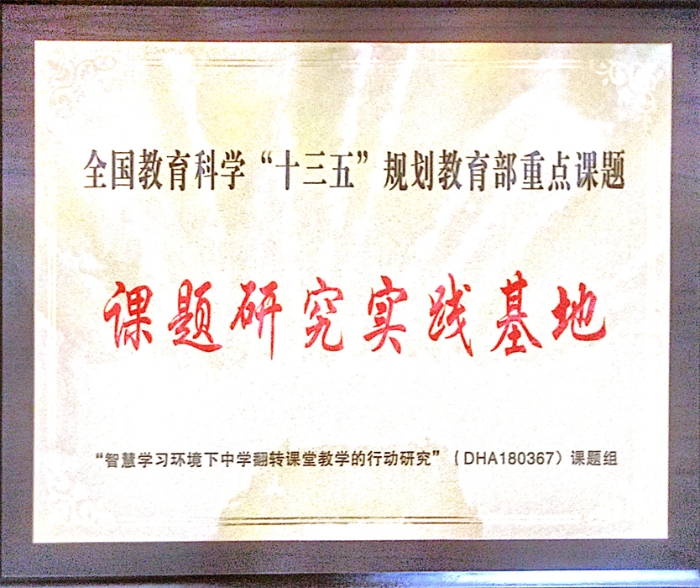 全国教育科学“十三五”规划教育部重点课题
课题研究实践基地
“智慧学习环境下中学翻转课堂教学的行动研究”（DHA180367）课题组